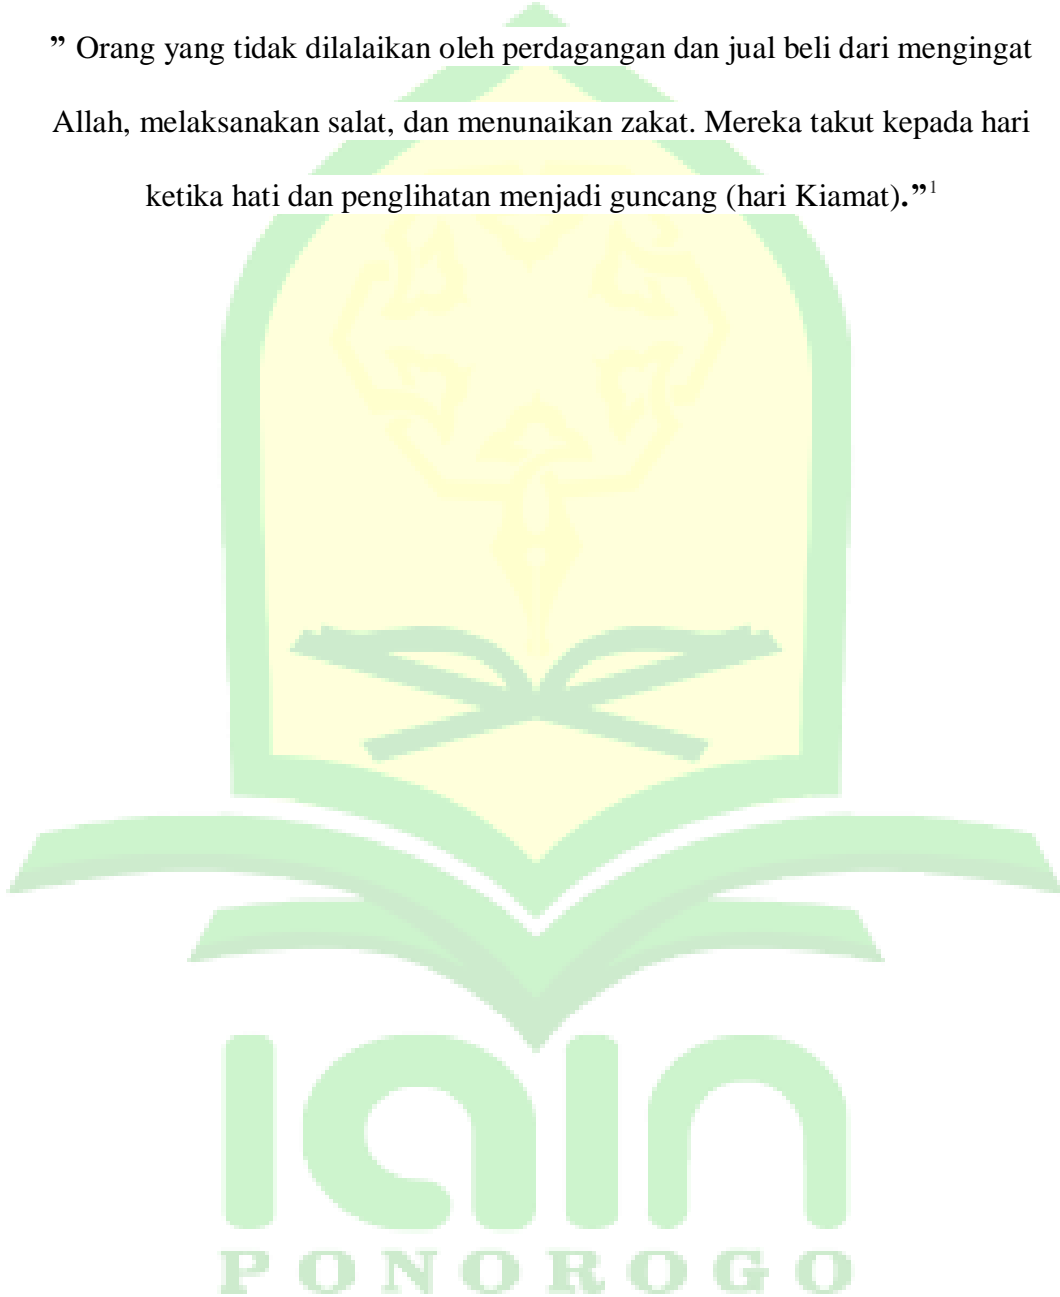 ” Orang yang tidak dilalaikan oleh perdagangan dan jual beli dari mengingat
Allah, melaksanakan salat, dan menunaikan zakat. Mereka takut kepada hari
ketika hati dan penglihatan menjadi guncang (hari Kiamat).”1
iain
PONOROGO